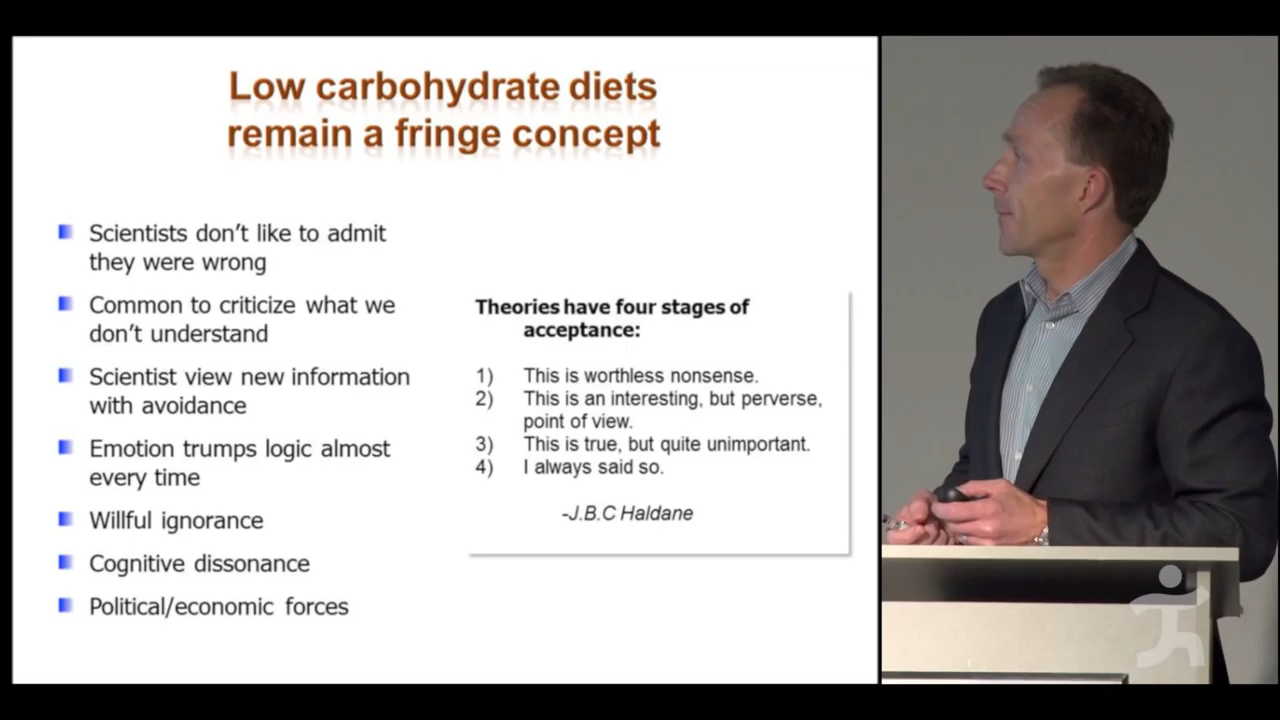 Low carbohydrate diets
remain a fringe concept
Scientists don't like to admit
they were wrong
Common to criticize what we
don't understand
Scientist view new information
with avoidance
Emotion trumps logic almost
every time
Willful ignorance
Cognitive dissonance
Political/economic forces
Theories have four stages of
acceptance:
1) This is worthless nonsense.
2) This is an interesting, but perverse,
point of view.
3) This is true, but quite unimportant.
4) I always said so.
-J.B.C Haldane